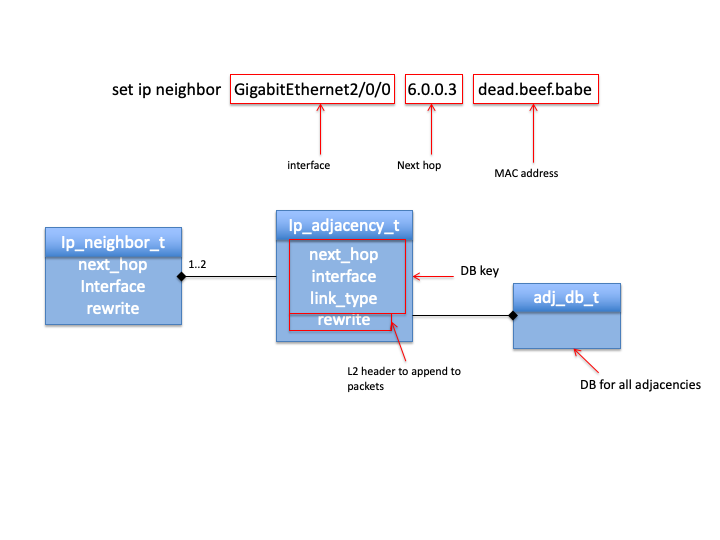 set ip neighbor GigabitEthernet2/0/0 6.0.0.3 dead.beef.babe
interface
Next hop
MAC address
Ip_neighbor_t
next_hop
Interface
rewrite
1..2
Ip_adjacency_t
next_hop
interface
link_type
rewrite
DB key
adj_db_t
L2 header to append to
packets
DB for all adjacencies